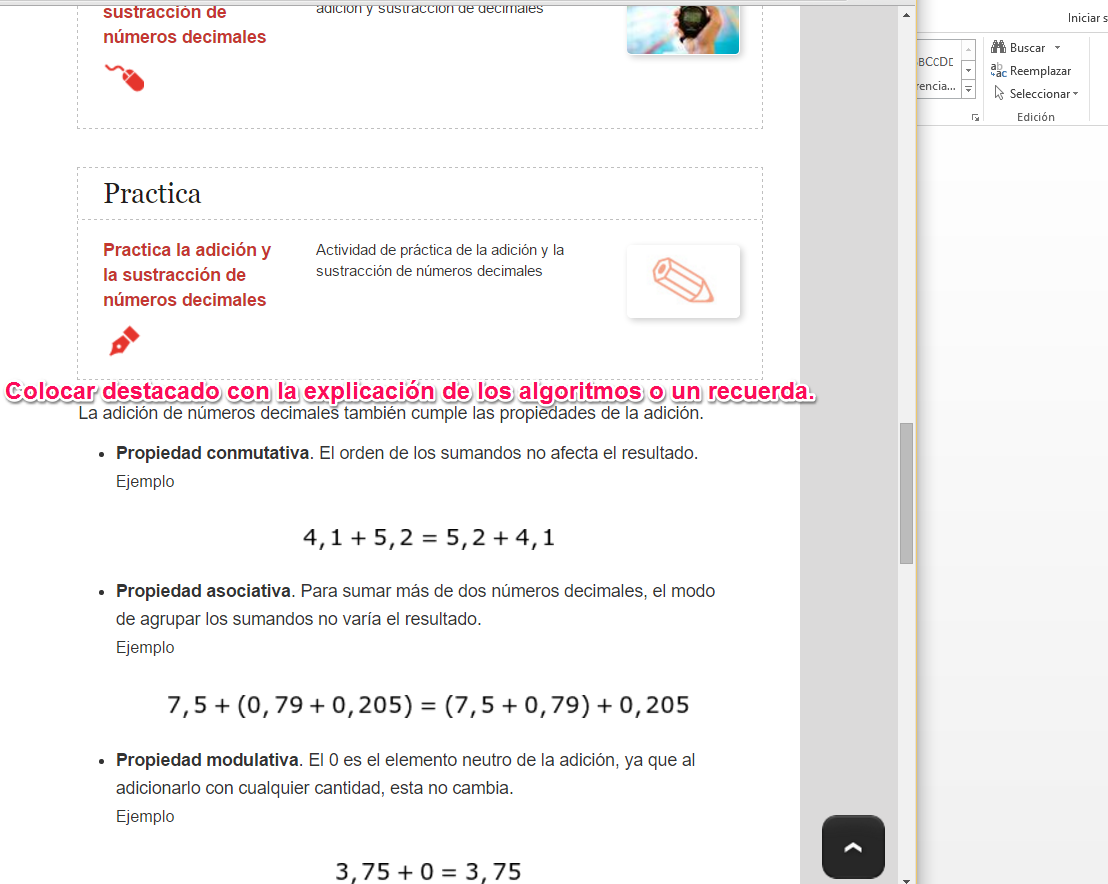 sustracción de
números decimales
adición y sustracción de decimales
Iniciar s
BCcDc
rencia...
Buscar
Reemplazar
Seleccionar
Edición
Practica
Practica la adición y
la sustracción de
números decimales
Actividad de práctica de la adición y la
sustracción de números decimales
Colocar destacado con la explicación de los algoritmos o un recuerda.
La adición de números decimales también cumple las propiedades de la adición.
Propiedad conmutativa. El orden de los sumandos no afecta el resultado.
Ejemplo
4,1 + 5,2 = 5,2 + 4,1
Propiedad asociativa. Para sumar más de dos números decimales, el modo
de agrupar los sumandos no varía el resultado.
Ejemplo
7,5 + (0,79 + 0,205) = (7,5 + 0,79) + 0,205
Propiedad modulativa. El 0 es el elemento neutro de la adición, ya que al
adicionarlo con cualquier cantidad, esta no cambia.
Ejemplo
3,75 + 0 = 3,75